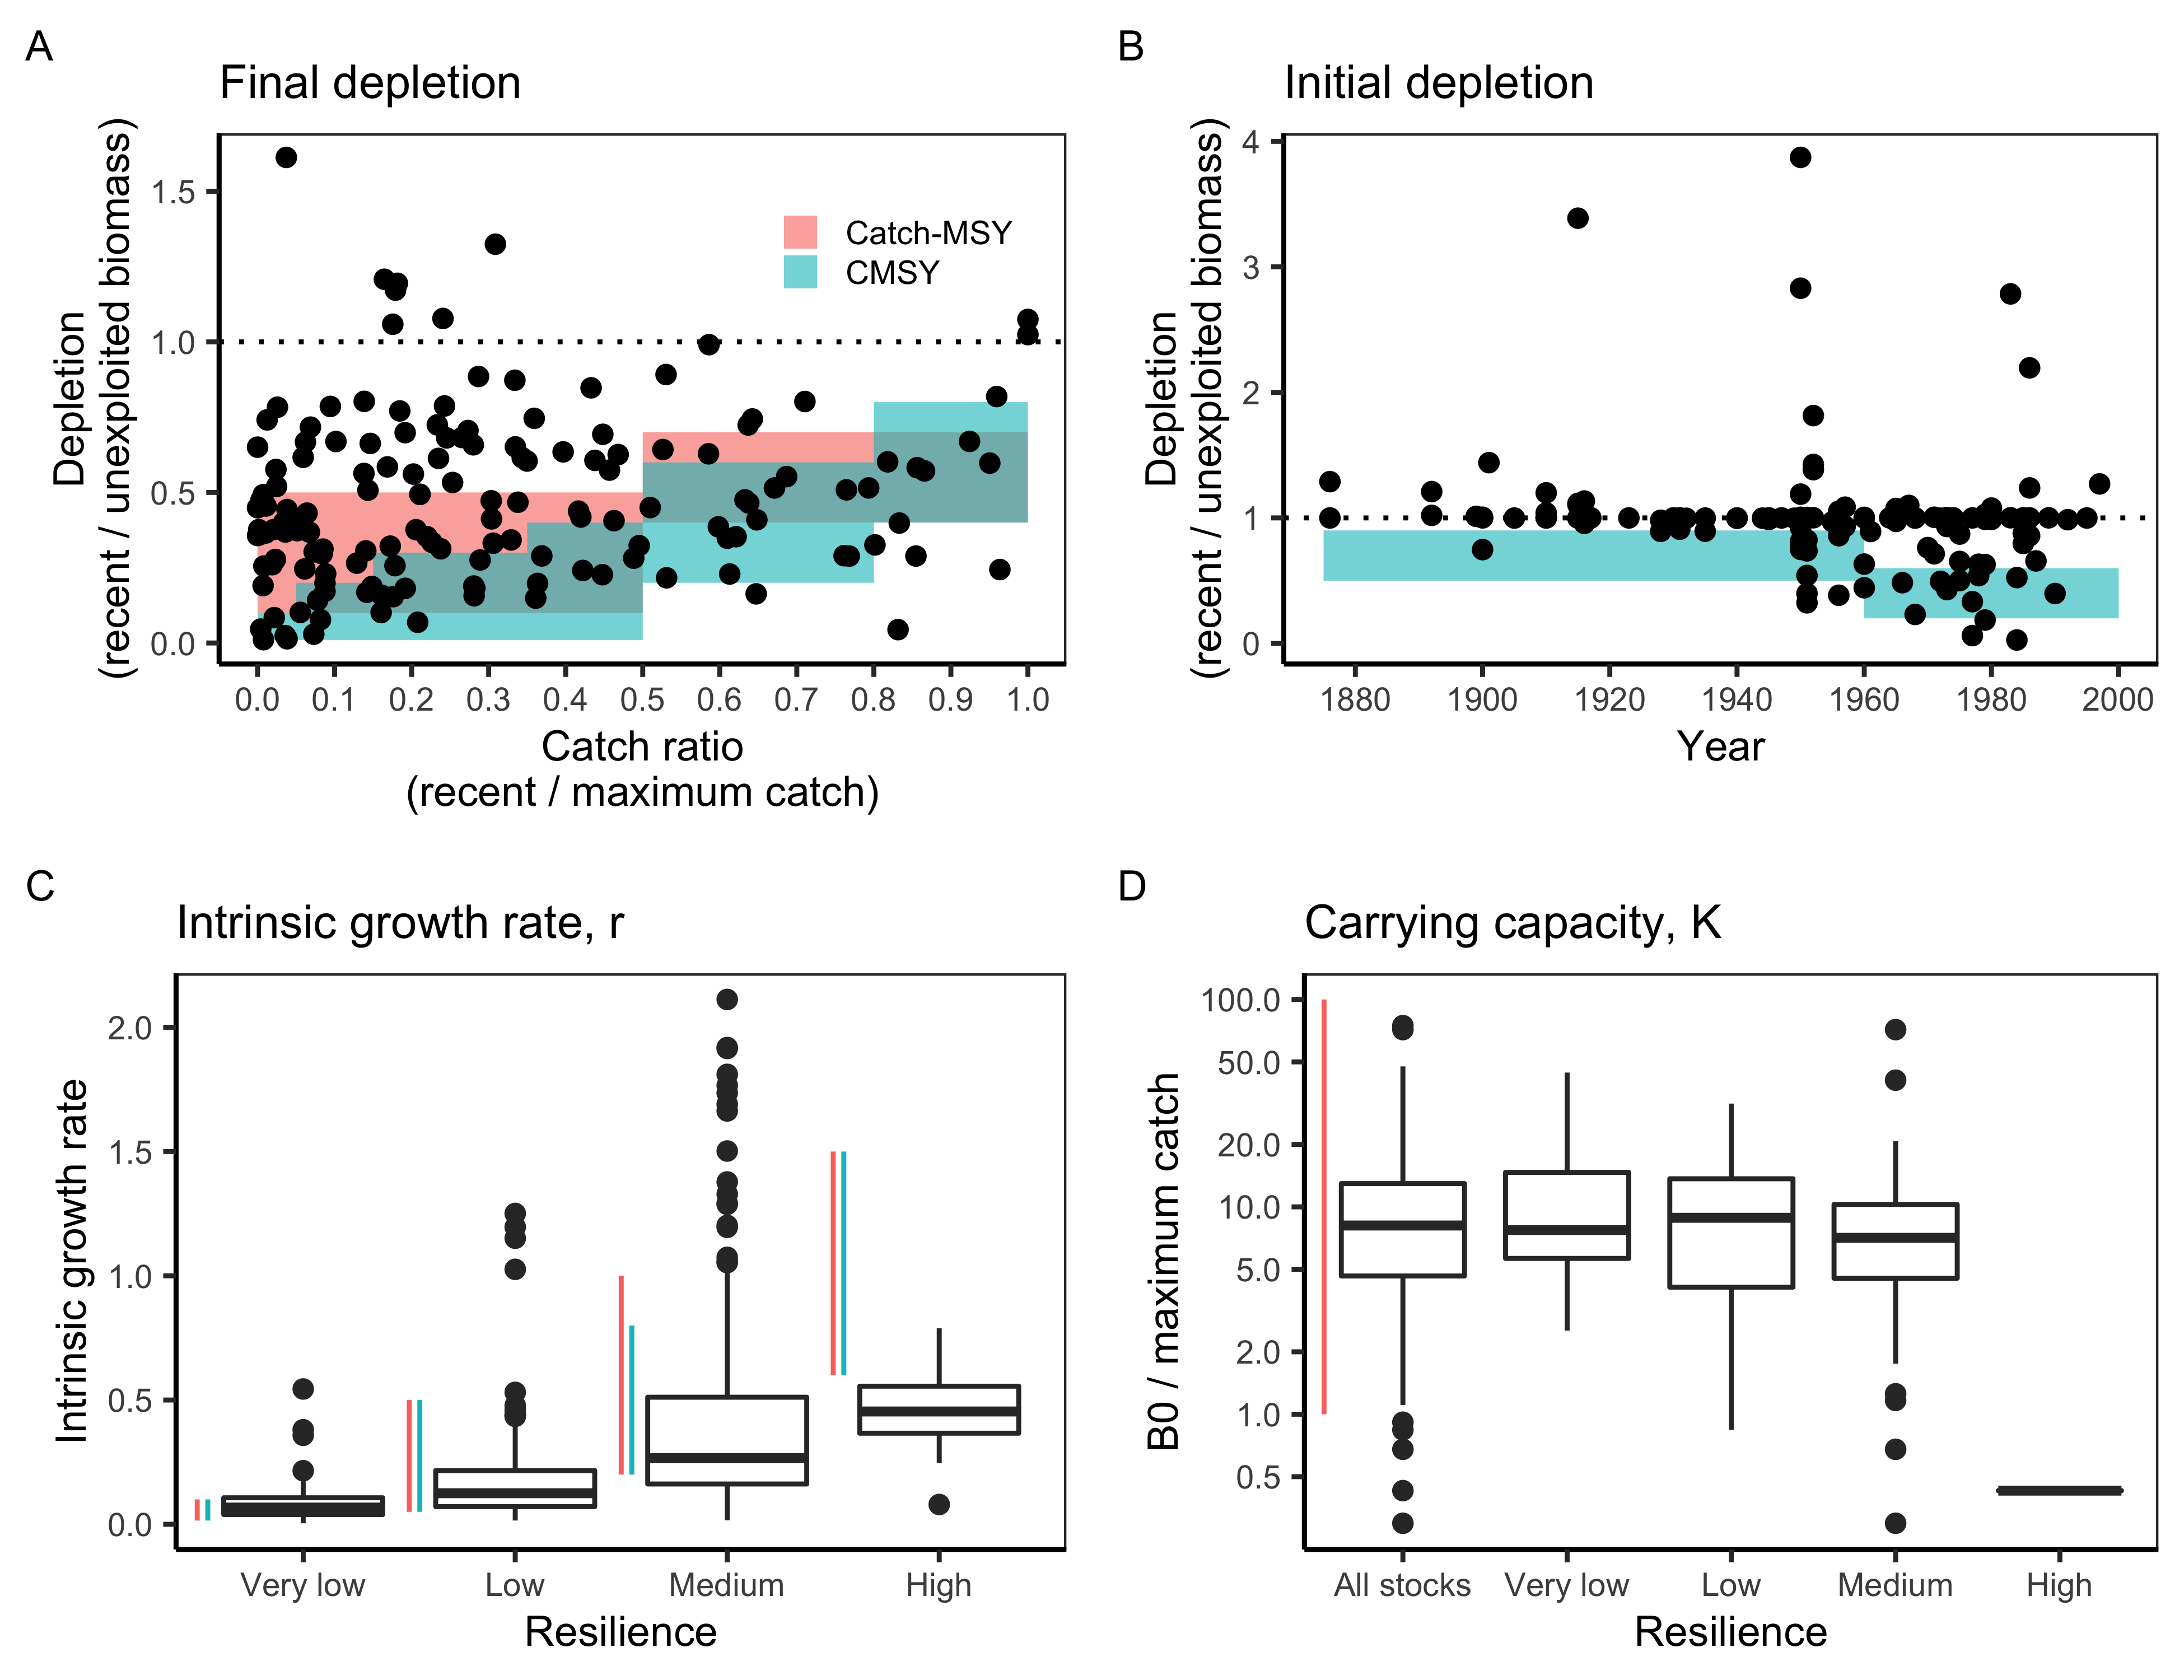 A
Final depletion
Depletion
(recent / unexploited biomass)
1.5
1.0
0.5
0.0
Catch-MSY
CMSY
0.0 0.1 0.2 0.3 0.4 0.5 0.6 0.7 0.8 0.9 1.0
Catch ratio
(recent / maximum catch)
B
Initial depletion
Depletion
(recent / unexploited biomass)
4
3
2
1
0
1880 1900 1920 1940 1960 1980 2000
Year
C
Intrinsic growth rate, r
Intrinsic growth rate
2.0
1.5
1.0
0.5
0.0
Very low Low Medium High
Resilience
D
Carrying capacity, K
B0 / maximum catch
100.0
50.0
20.0
10.0
5.0
2.0
1.0
0.5
All stocks Very low Low Medium High
Resilience